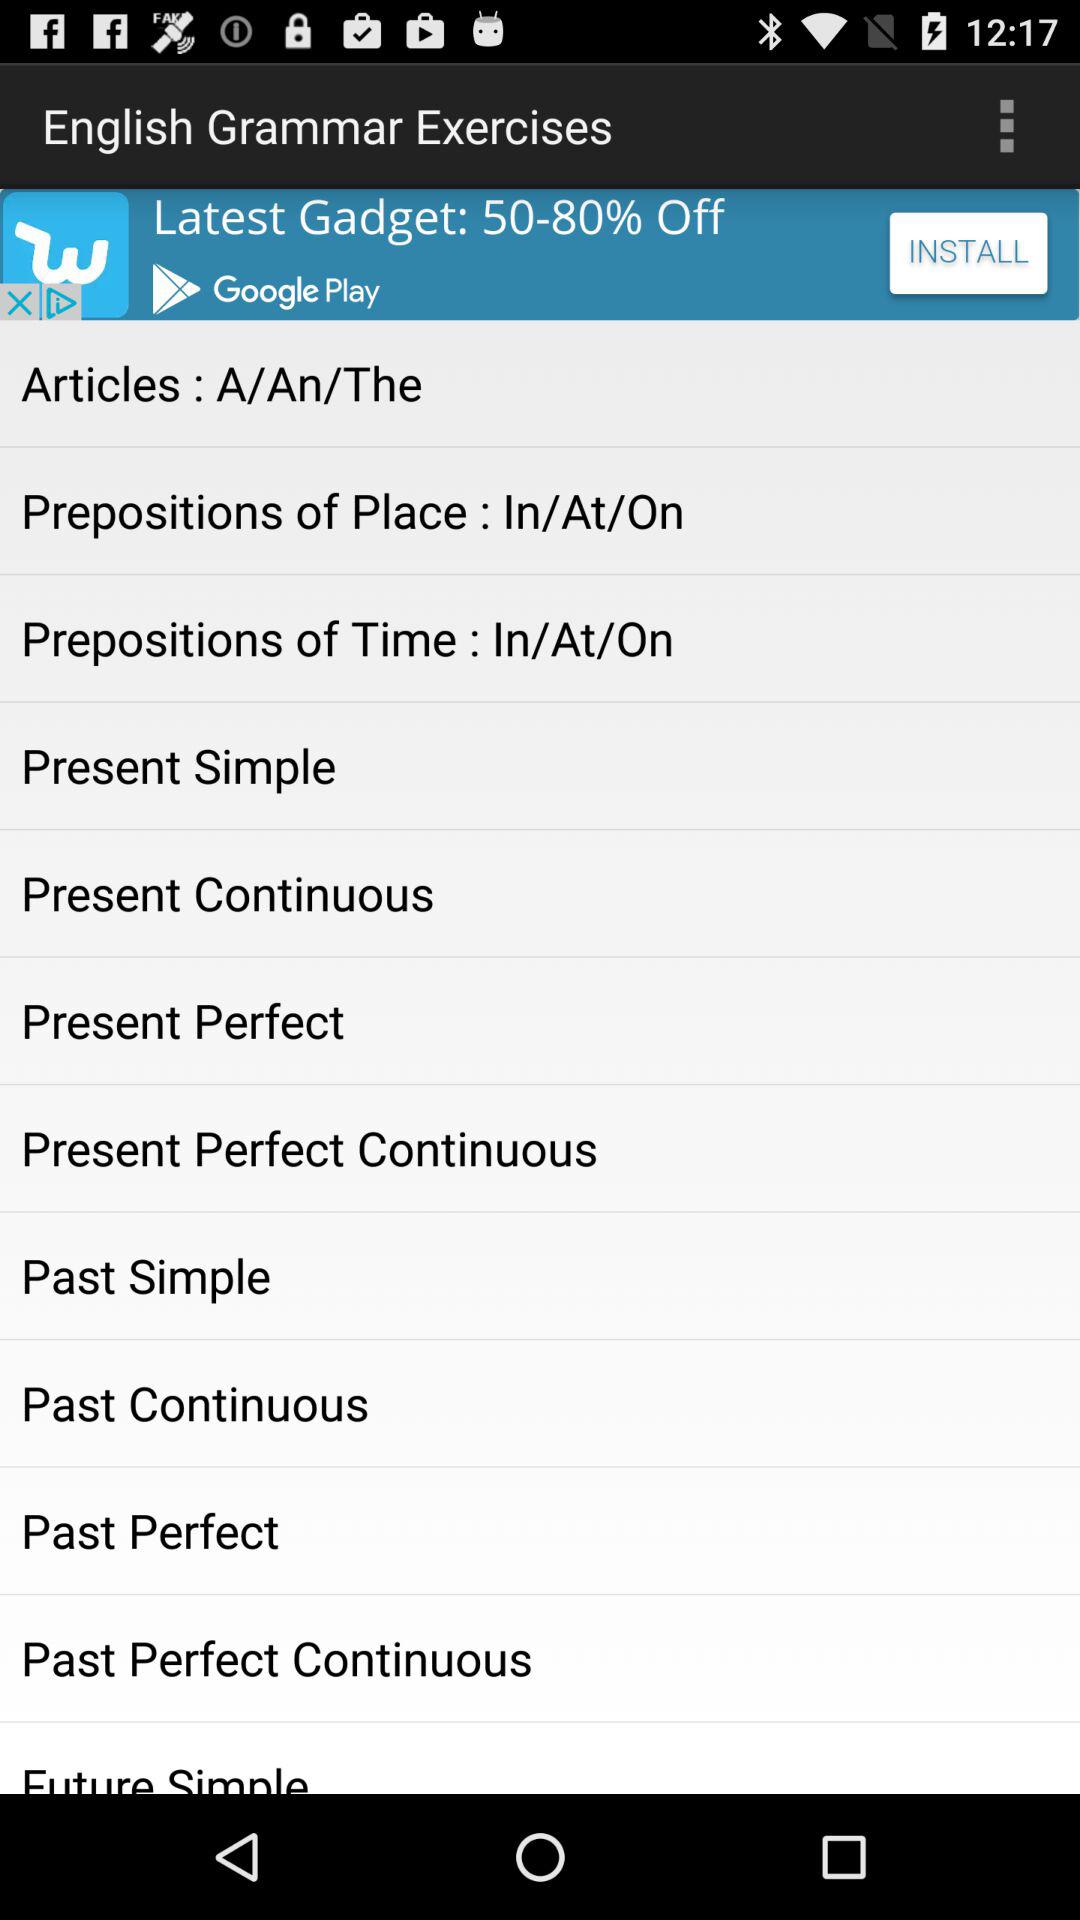 FAKE
12:17
English Grammar Exercises
Latest Gadget: 50-80% Off
Google Play
INSTALL
Articles : A/An/The
Prepositions of Place : In/At/On
Prepositions of Time : In/At/On
Present Simple
Present Continuous
Present Perfect
Present Perfect Continuous
Past Simple
Past Continuous
Past Perfect
Past Perfect Continuous
Future Simple